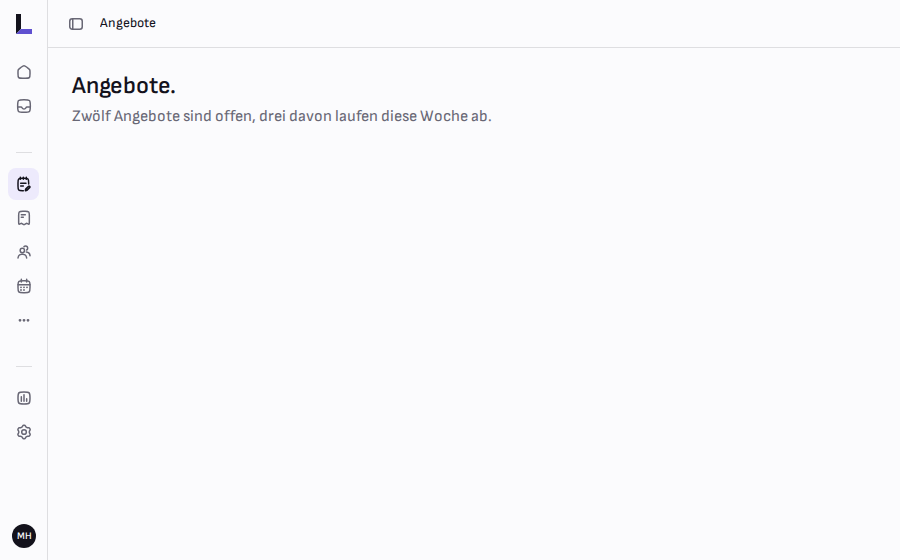 Angebote
Angebote.
Zwölf Angebote sind offen, drei davon laufen diese Woche ab.
MH